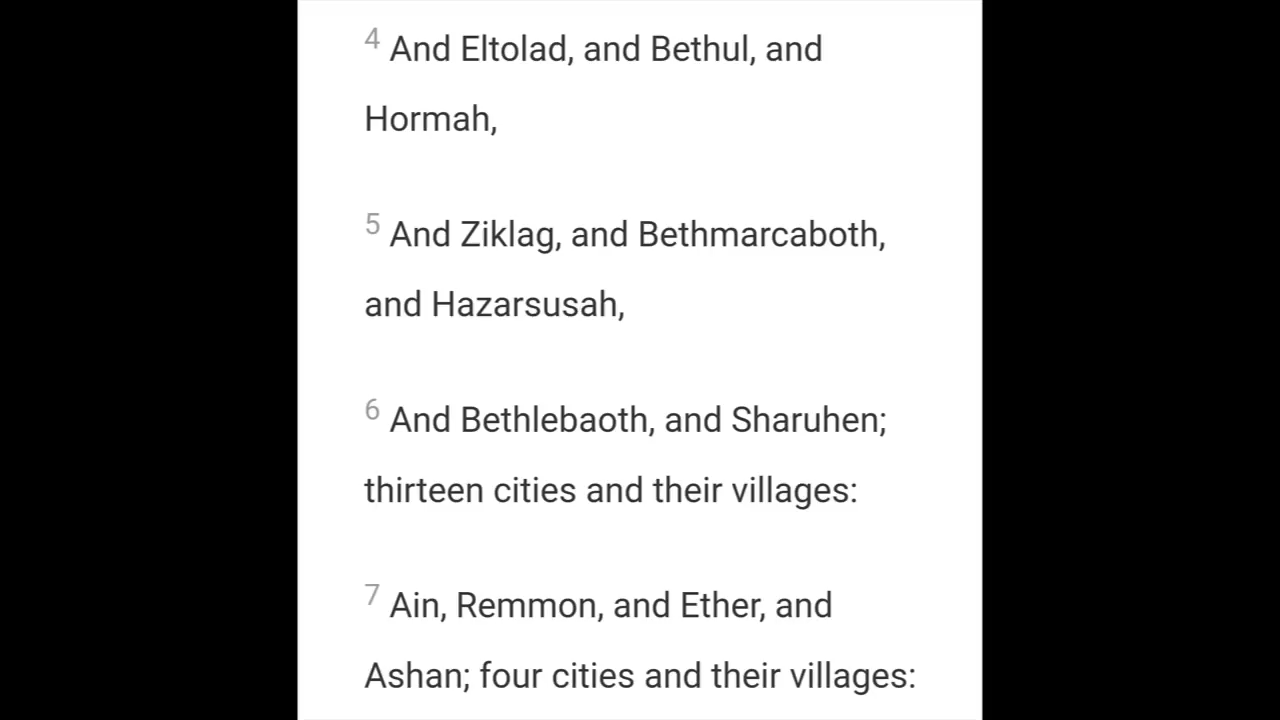 4 And Eltolad, and Bethul, and
Hormah,
5 And Ziklag, and Bethmarcaboth,
and Hazarsusah,
6 And Bethlebaoth, and Sharuhen;
thirteen cities and their villages:
7 Ain, Remmon, and Ether, and
Ashan; four cities and their villages: